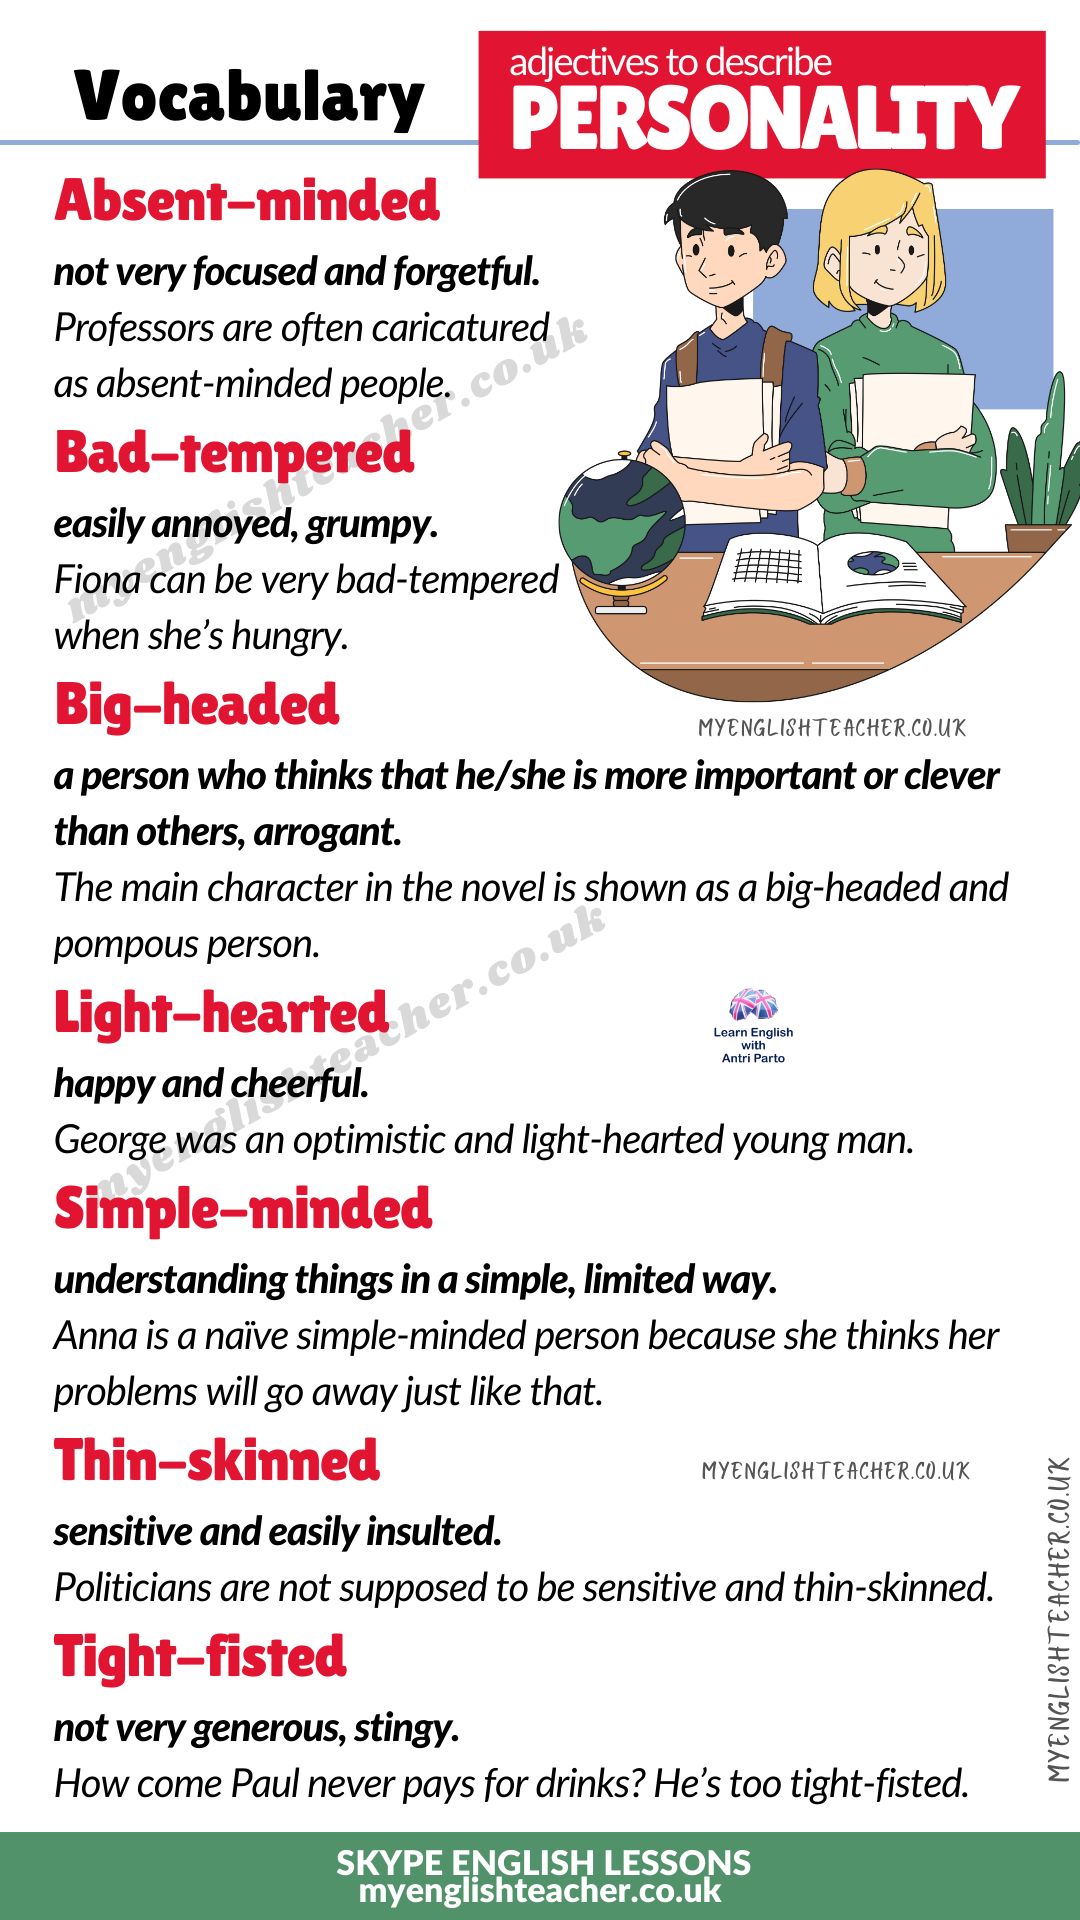 Vocabulary
adjectives to describe
PERSONALITY
Absent-minded
not very focused and forgetful.
Professors are often caricatured
as absent-minded people.
Bad-tempered
easily annoyed, grumpy.
Fiona can be very bad-tempered
when she's hungry.
myenglishteacher.co.uk
Big-headed
MYENGLISHTEACHER.CO.UK
a person who thinks that he/she is more important or clever
than others, arrogant.
The main character in the novel is shown as a big-headed and
pompous person.
Light-hearted
Learn English
with
Antri Parto
happy and cheerful.
George was an optimistic and light-hearted young man.
myenglishteacher.co.uk
Simple-minded
understanding things in a simple, limited way.
Anna is a naïve simple-minded person because she thinks her
problems will go away just like that.
Thin-skinned
MYENGLISHTEACHER.CO.UK
sensitive and easily insulted.
Politicians are not supposed to be sensitive and thin-skinned.
Tight-fisted
not very generous, stingy.
How come Paul never pays for drinks? He's too tight-fisted.
MYENGLISHTEACHER.CO.UK
SKYPE ENGLISH LESSONS
myenglishteacher.co.uk